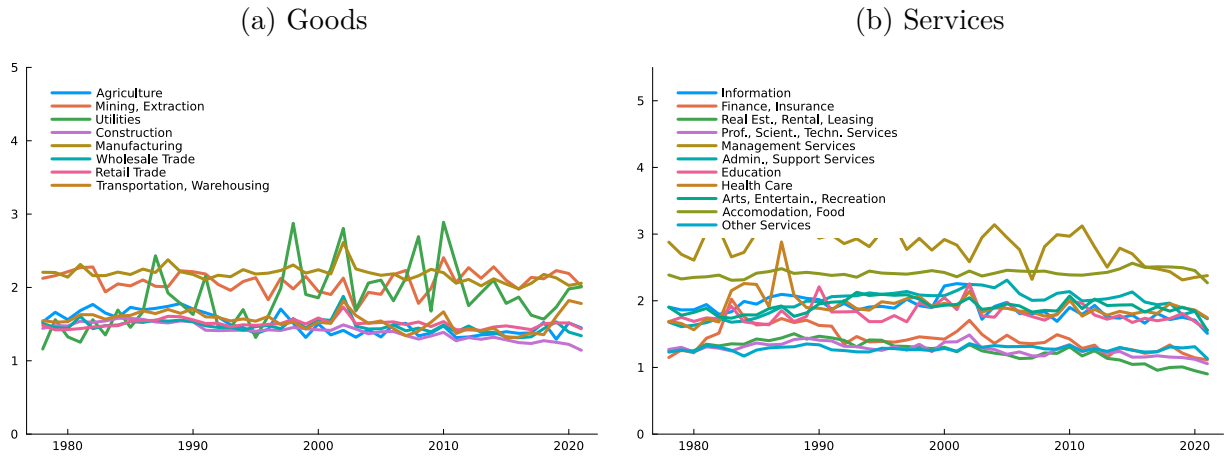 (a) Goods
5
4
3
2
1
0
Agriculture
Mining, Extraction
Utilities
Construction
Manufacturing
Wholesale Trade
Retail Trade
Transportation, Warehousing
1980 1990 2000 2010 2020
(b) Services
5
4
3
2
1
0
Information
Finance, Insurance
Real Est., Rental, Leasing
Prof., Scient., Techn. Services
Management Services
Admin., Support Services
Education
Health Care
Arts, Entertain., Recreation
Accomodation, Food
Other Services
1980 1990 2000 2010 2020